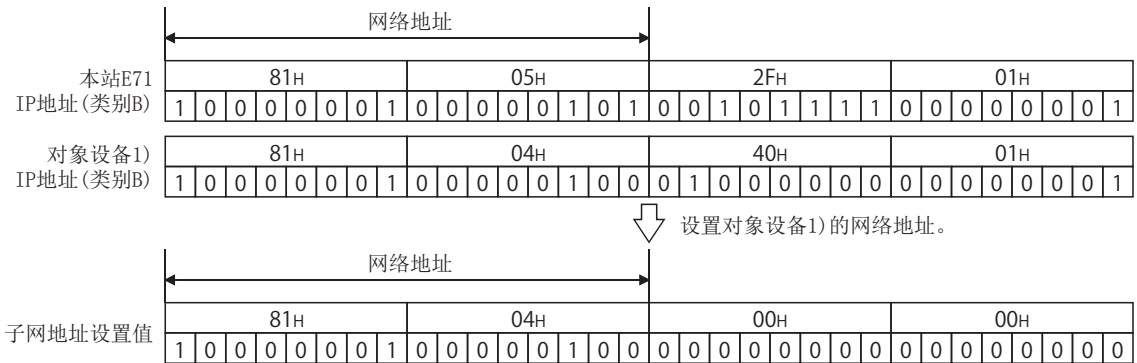 网络地址
本站E71
IP地址(类别B)
81H 05H 2FH 01H
1 0 0 0 0 0 0 1 0 0 0 0 0 1 0 1 0 0 1 0 1 1 1 1 0 0 0 0 0 0 0 1
对象设备1)
IP地址(类别B)
81H 04H 40H 01H
1 0 0 0 0 0 0 1 0 0 0 0 0 1 0 0 0 1 0 0 0 0 0 0 0 0 0 0 0 0 0 1
设置对象设备1)的网络地址。
网络地址
子网地址设置值
81H 04H 00H 00H
1 0 0 0 0 0 0 1 0 0 0 0 0 1 0 0 0 0 0 0 0 0 0 0 0 0 0 0 0 0 0 0